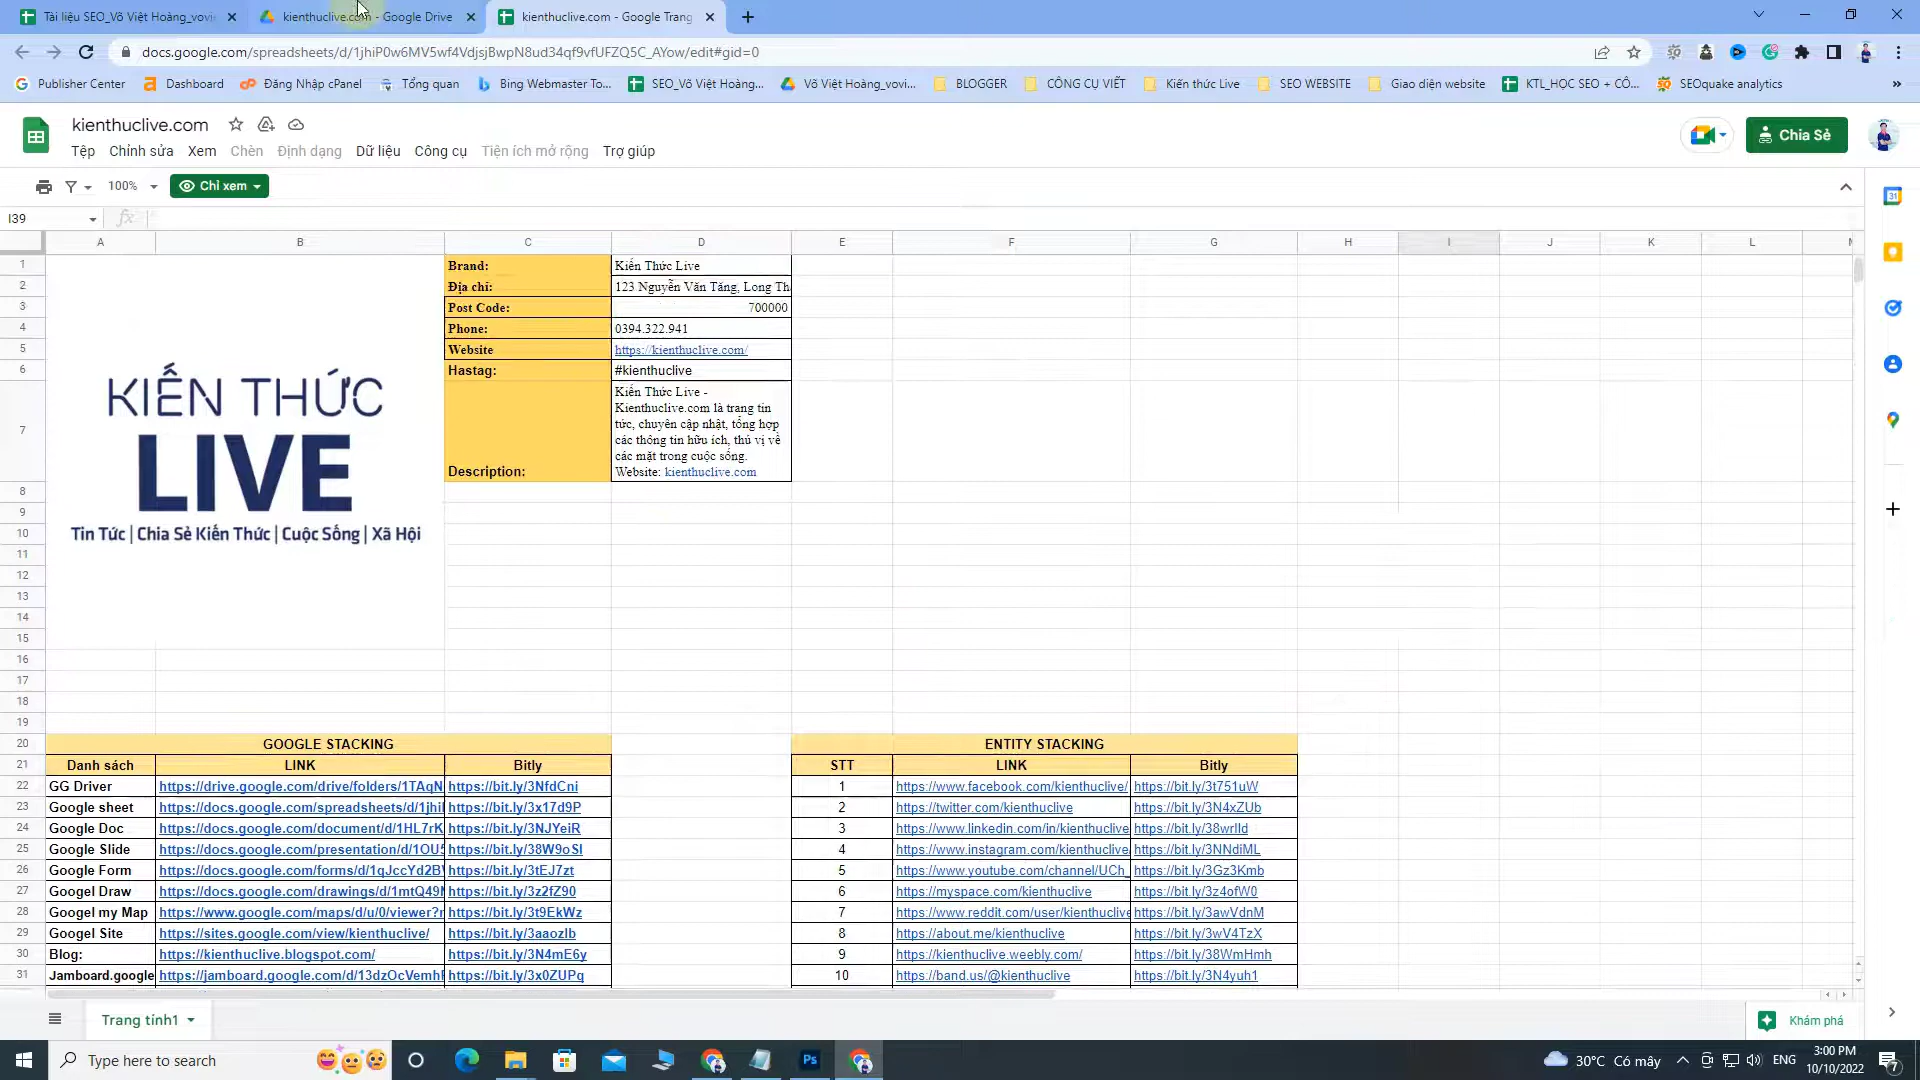 Tài liệu SEO_Võ Việt Hoàng_vovi
kienthuclive.com - Google Drive
kienthuclive.com - Google Trang
docs.google.com/spreadsheets/d/1jhiP0w6MV5wf4VdjsjBwpN8ud34qf9vfUFZQ5C_AYow/edit#gid=0
Publisher Center Dashboard Đăng Nhập cPanel Tổng quan Bing Webmaster To... SEO_Võ Việt Hoàng... Võ Việt Hoàng_vovi... BLOGGER CÔNG CỤ VIẾT Kiến thức Live SEO WEBSITE Giao diện website KTL_HỌC SEO + CÔ... SEOquake analytics »
kienthuclive.com
Chia Sẻ
Tệp Chỉnh sửa Xem Chèn Định dạng Dữ liệu Công cụ Tiện ích mở rộng Trợ giúp
100% Chỉ xem
I39 fx
A B C D E F G H I J K L
1 Brand: Kiến Thức Live
2 Địa chỉ: 123 Nguyễn Văn Tăng, Long Th
3 Post Code: 700000
4 Phone: 0394.322.941
5 Website https://kienthuclive.com/
6 Hastag: #kienthuclive
Kiến Thức Live -
Kienthuclive.com là trang tin
tức, chuyên cập nhật, tổng hợp
các thông tin hữu ích, thú vị về
các mặt trong cuộc sống.
7 Description: Website: kienthuclive.com
KIẾN THỨC
LIVE
Tin Tức | Chia Sẻ Kiến Thức | Cuộc Sống | Xã Hội
8
9
10
11
12
13
14
15
16
17
18
19
20 GOOGLE STACKING ENTITY STACKING
21 Danh sách LINK Bitly STT LINK Bitly
22 GG Driver https://drive.google.com/drive/folders/1TAqN https://bit.ly/3NfdCni 1 https://www.facebook.com/kienthuclive/ https://bit.ly/3t751uW
23 Google sheet https://docs.google.com/spreadsheets/d/1jhi https://bit.ly/3x17d9P 2 https://twitter.com/kienthuclive https://bit.ly/3N4xZUb
24 Google Doc https://docs.google.com/document/d/1HL7rK https://bit.ly/3NJYeiR 3 https://www.linkedin.com/in/kienthuclive https://bit.ly/38wrlld
25 Google Slide https://docs.google.com/presentation/d/1OU5 https://bit.ly/38W9oSl 4 https://www.instagram.com/kienthuclive/ https://bit.ly/3NNdiML
26 Google Form https://docs.google.com/forms/d/1qJccYd2B https://bit.ly/3tEJ7zt 5 https://www.youtube.com/channel/UCh_ https://bit.ly/3Gz3Kmb
27 Googel Draw https://docs.google.com/drawings/d/1mtQ49 https://bit.ly/3z2fZ90 6 https://myspace.com/kienthuclive https://bit.ly/3z4ofW0
28 Googel my Map https://www.google.com/maps/d/u/0/viewer? https://bit.ly/3t9EkWz 7 https://www.reddit.com/user/kienthuclive https://bit.ly/3awVdnM
29 Googel Site https://sites.google.com/view/kienthuclive/ https://bit.ly/3aaozIb 8 https://about.me/kienthuclive https://bit.ly/3wV4TzX
30 Blog: https://kienthuclive.blogspot.com/ https://bit.ly/3N4mE6y 9 https://kienthuclive.weebly.com/ https://bit.ly/38WmHmh
31 Jamboard.google https://jamboard.google.com/d/13dzOcVemh https://bit.ly/3x0ZUPq 10 https://band.us/@kienthuclive https://bit.ly/3N4yuh1
Trang tính1
Khám phá
Type here to search
30°C Có mây ENG
3:00 PM
10/10/2022